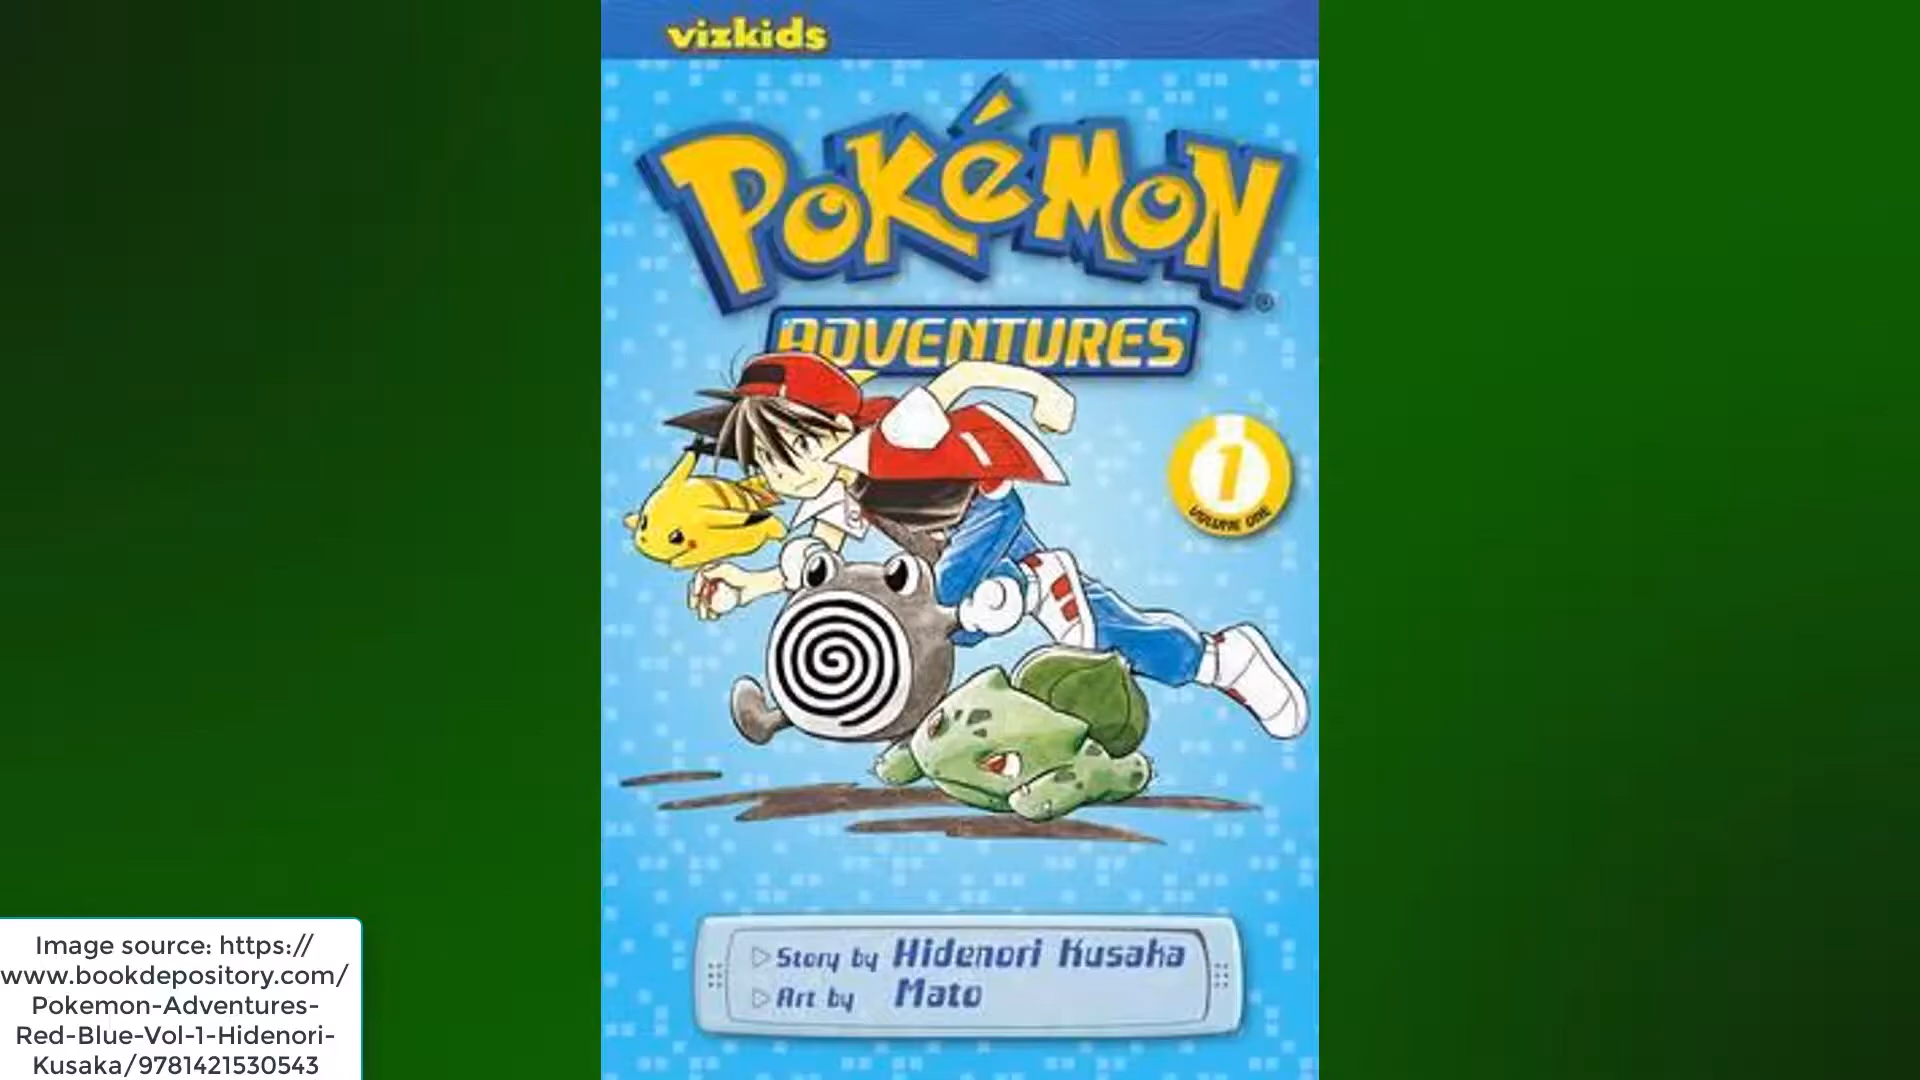 vizkids
POKéMON
®
ADVENTURES
1
VOLUME ONE
Story by Hidenori Kusaka
Art by Mato
Image source: https://
www.bookdepository.com/
Pokemon-Adventures-
Red-Blue-Vol-1-Hidenori-
Kusaka/9781421530543